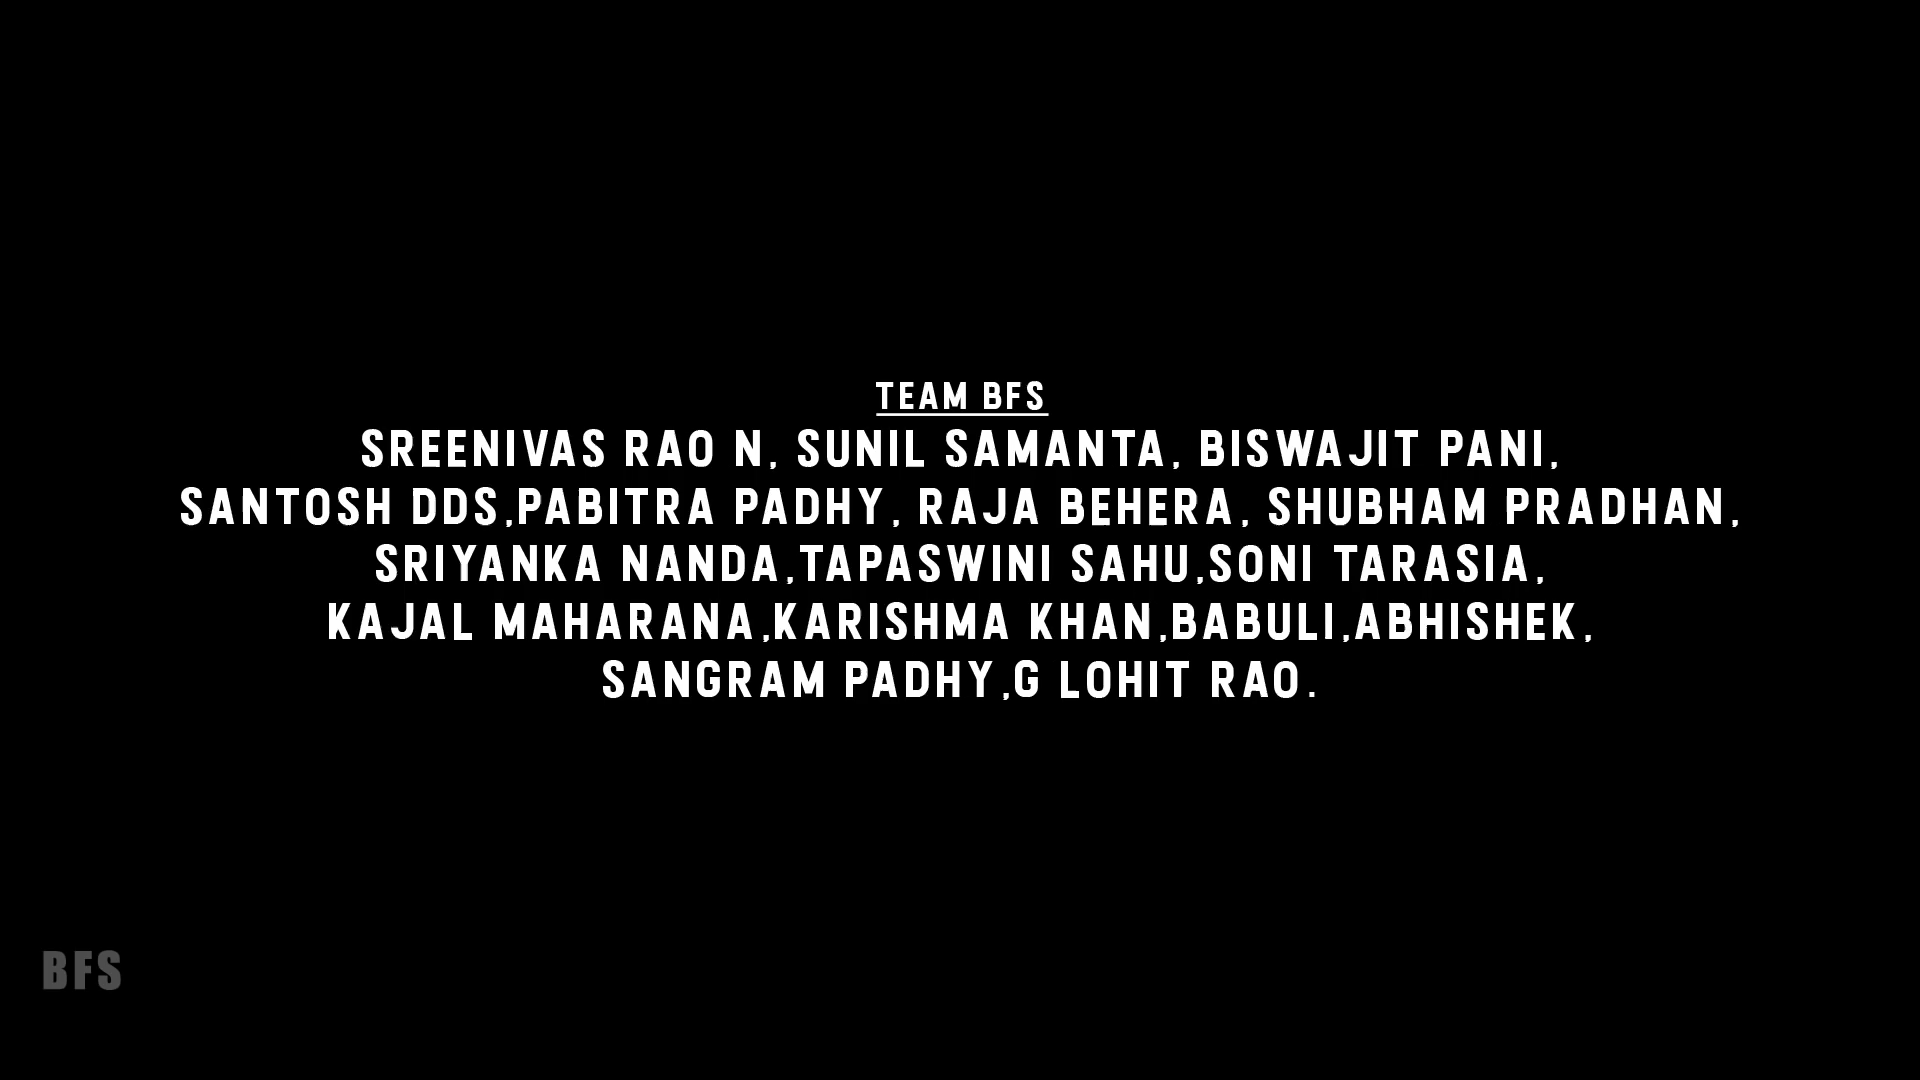 TEAM BFS
SREENIVAS RAO N, SUNIL SAMANTA, BISWAJIT PANI,
SANTOSH DDS,PABITRA PADHY, RAJA BEHERA, SHUBHAM PRADHAN,
SRIYANKA NANDA,TAPASWINI SAHU,SONI TARASIA,
KAJAL MAHARANA,KARISHMA KHAN,BABULI,ABHISHEK,
SANGRAM PADHY,G LOHIT RAO.
BFS